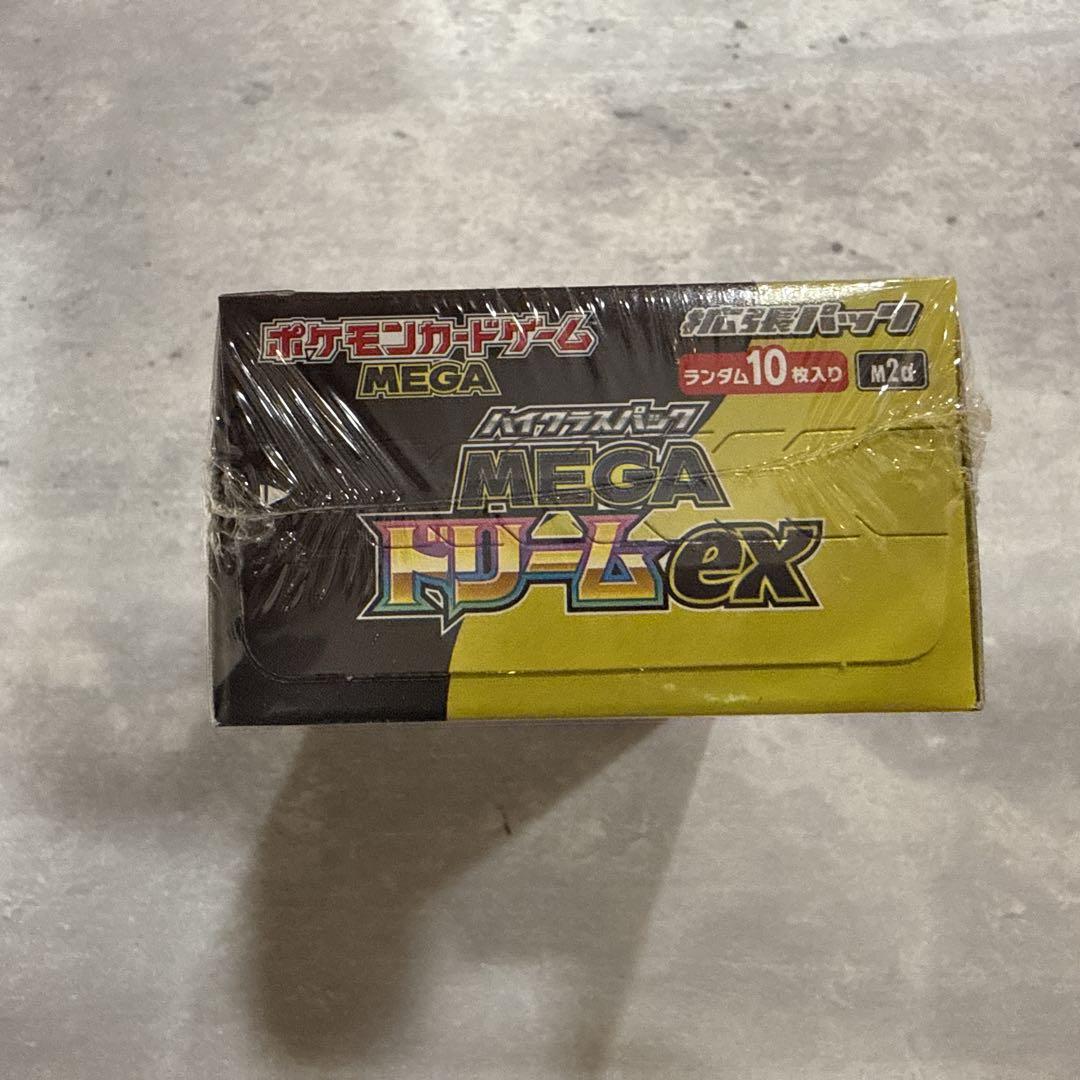 ポケモンカードゲーム
MEGA
拡張パック
ランダム10枚入り
M2a
ハイクラスパック
MEGA
ドリームex